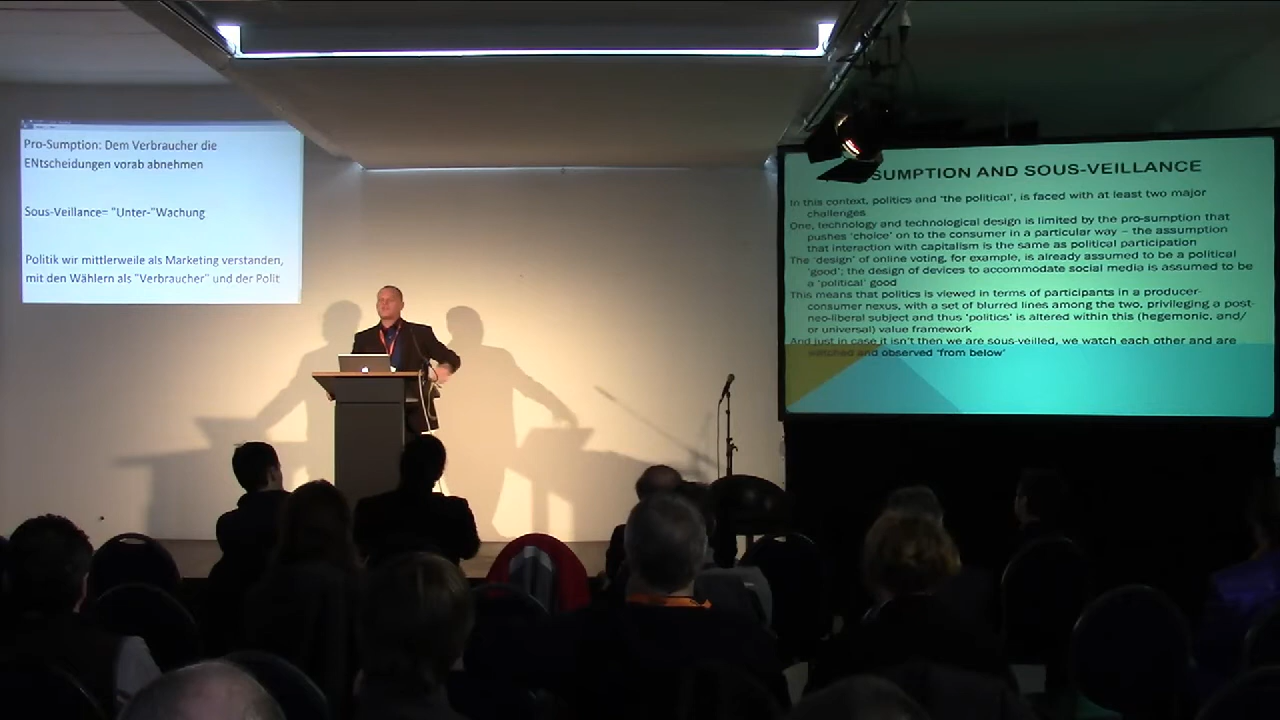 Pro-Sumption: Dem Verbraucher die
ENtscheidungen vorab abnehmen
Sous-Veillance= "Unter-"Wachung
Politik wir mittlerweile als Marketing verstanden,
mit den Wählern als "Verbraucher" und der Polit
SUMPTION AND SOUS-VEILLANCE
In this context, politics and 'the political', is faced with at least two major
challenges
One, technology and technological design is limited by the pro-sumption that
pushes 'choice' on to the consumer in a particular way – the assumption
that interaction with capitalism is the same as political participation
The 'design' of online voting, for example, is already assumed to be a political
'good'; the design of devices to accommodate social media is assumed to be
a 'political' good
This means that politics is viewed in terms of participants in a producer-
consumer nexus, with a set of blurred lines among the two, privileging a post-
neo-liberal subject and thus 'politics' is altered within this (hegemonic, and/
or universal) value framework
And just in case it isn't then we are sous-veilled, we watch each other and are
watched and observed 'from below'